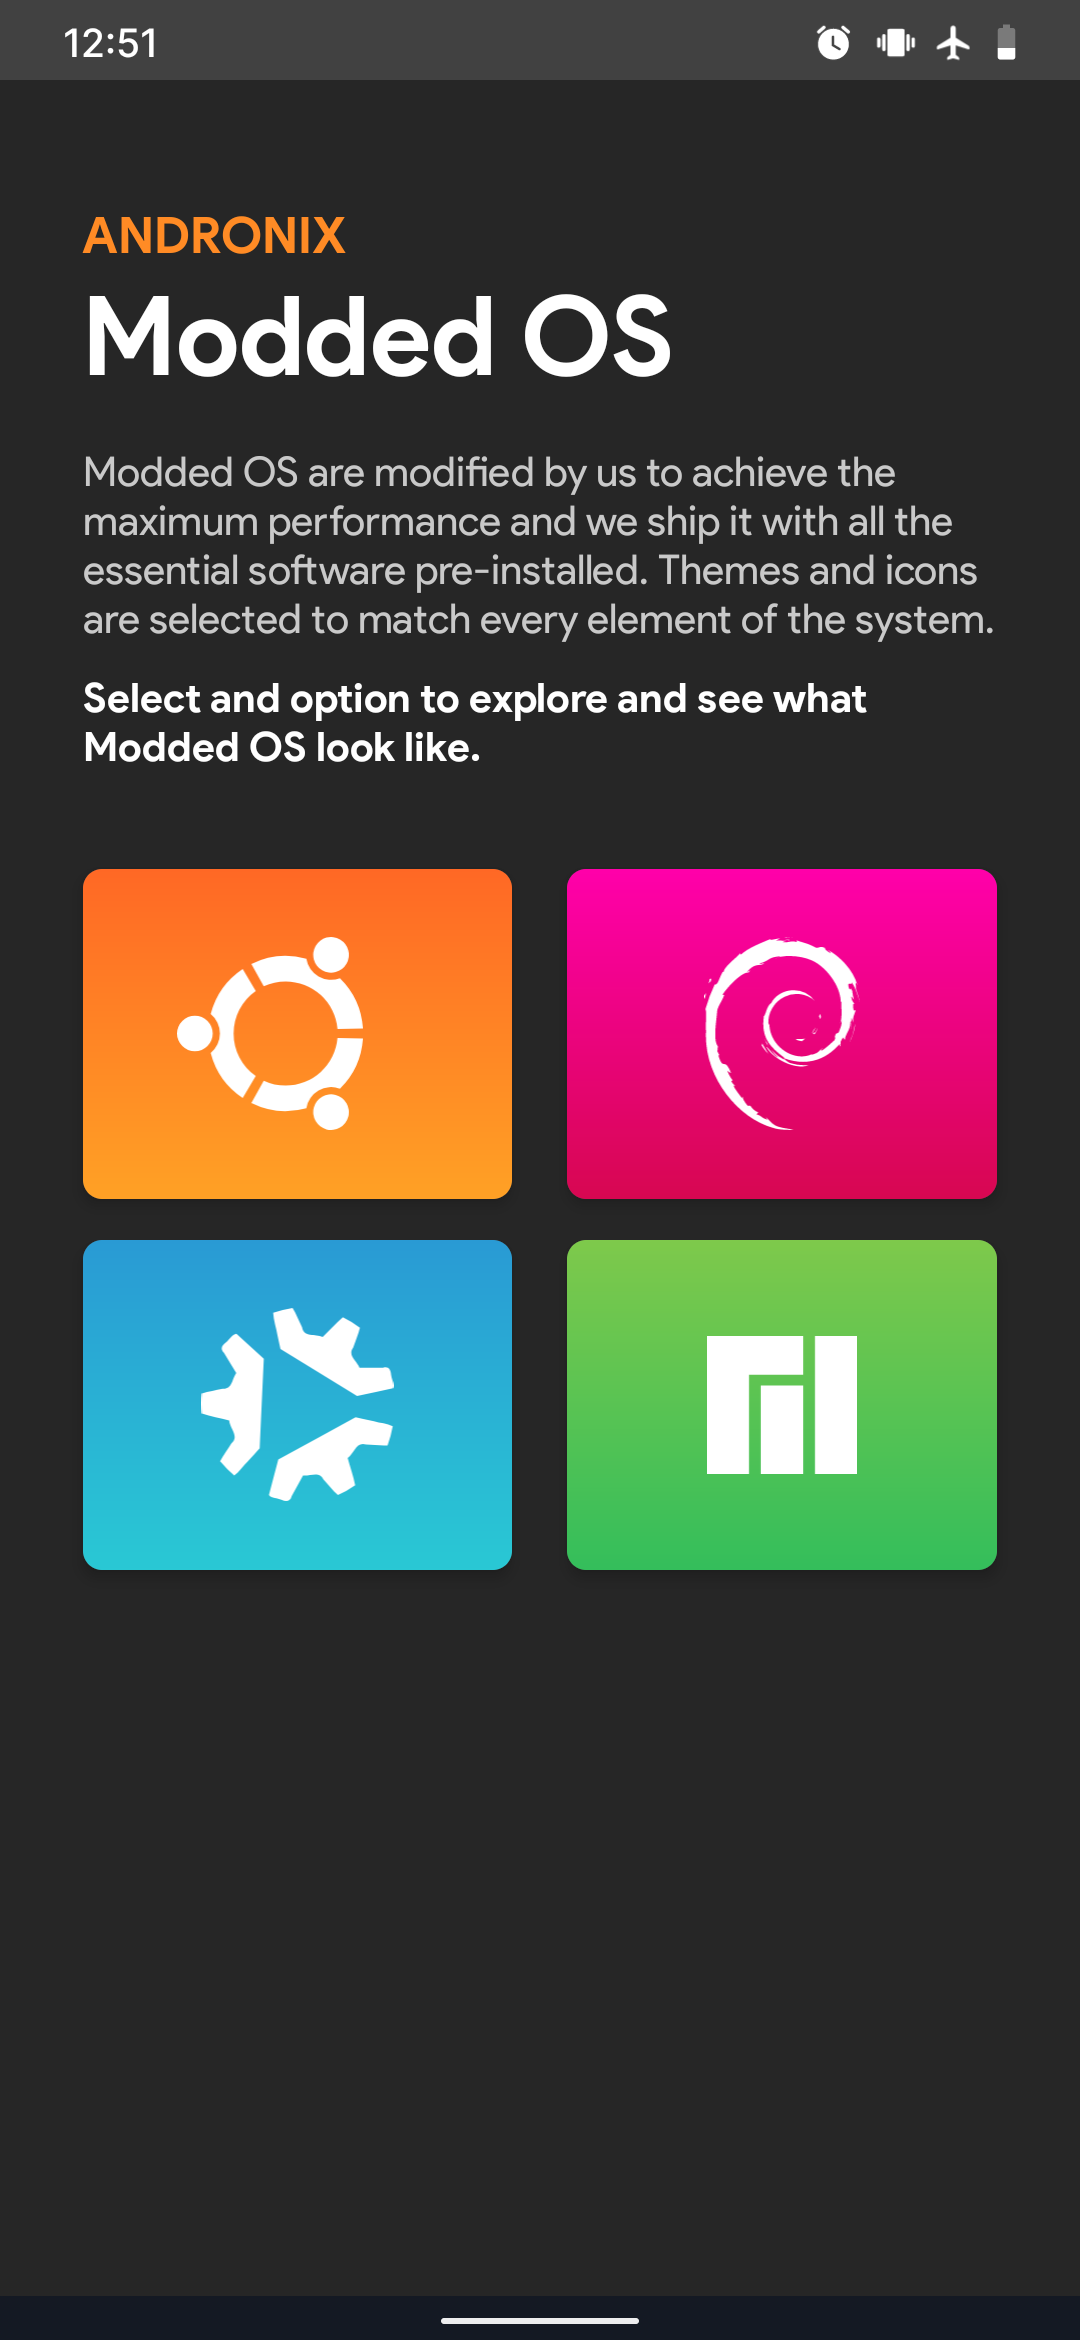 12:51
ANDRONIX
Modded OS
Modded OS are modified by us to achieve the
maximum performance and we ship it with all the
essential software pre-installed. Themes and icons
are selected to match every element of the system.
Select and option to explore and see what
Modded OS look like.